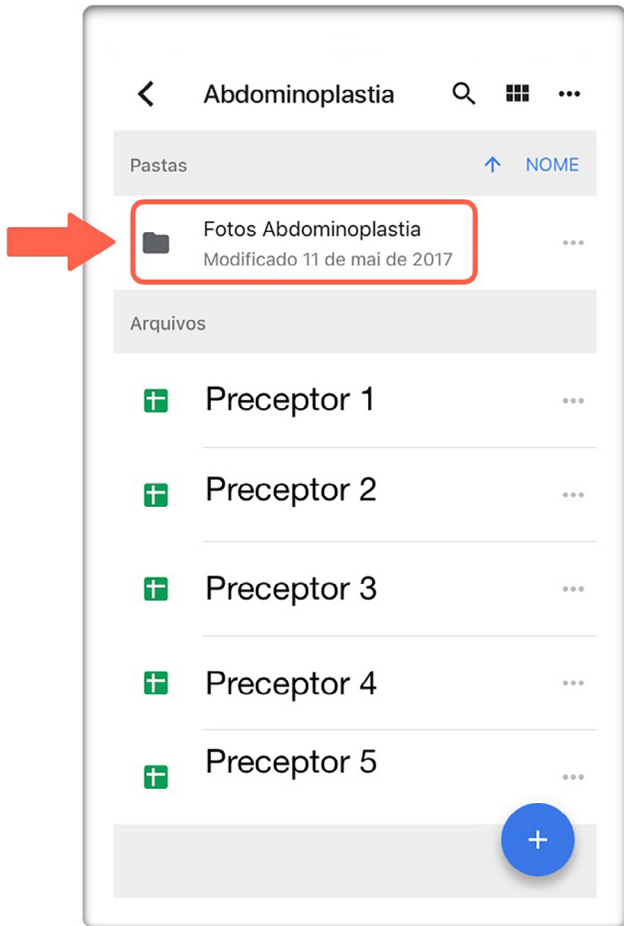 Abdominoplastia
Pastas NOME
Fotos Abdominoplastia
Modificado 11 de mai de 2017
Arquivos
Preceptor 1
Preceptor 2
Preceptor 3
Preceptor 4
Preceptor 5